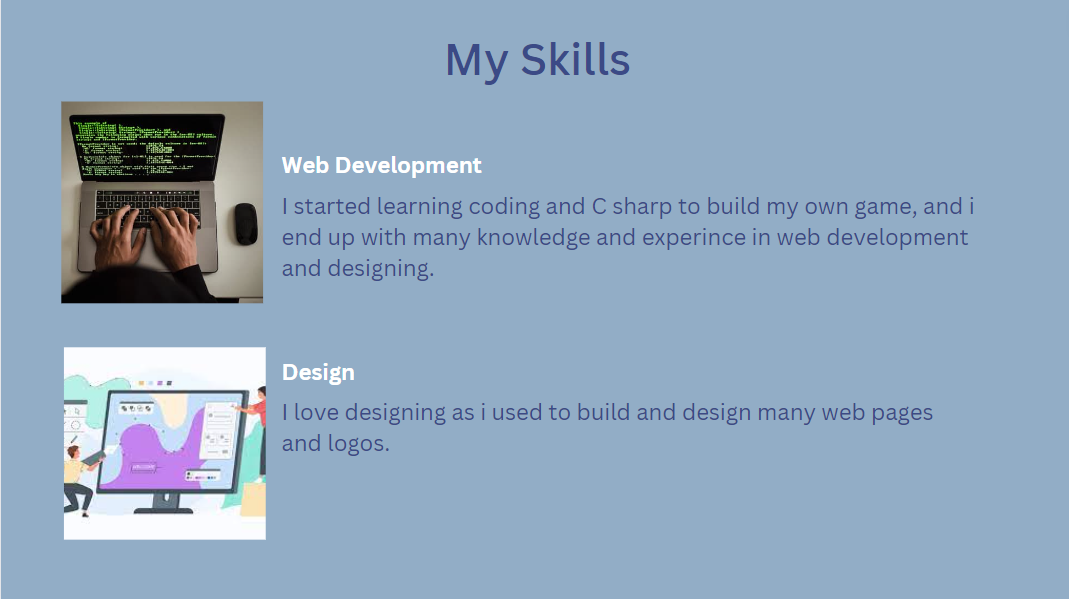 My Skills
Web Development
I started learning coding and C sharp to build my own game, and i
end up with many knowledge and experince in web development
and designing.
Design
I love designing as i used to build and design many web pages
and logos.